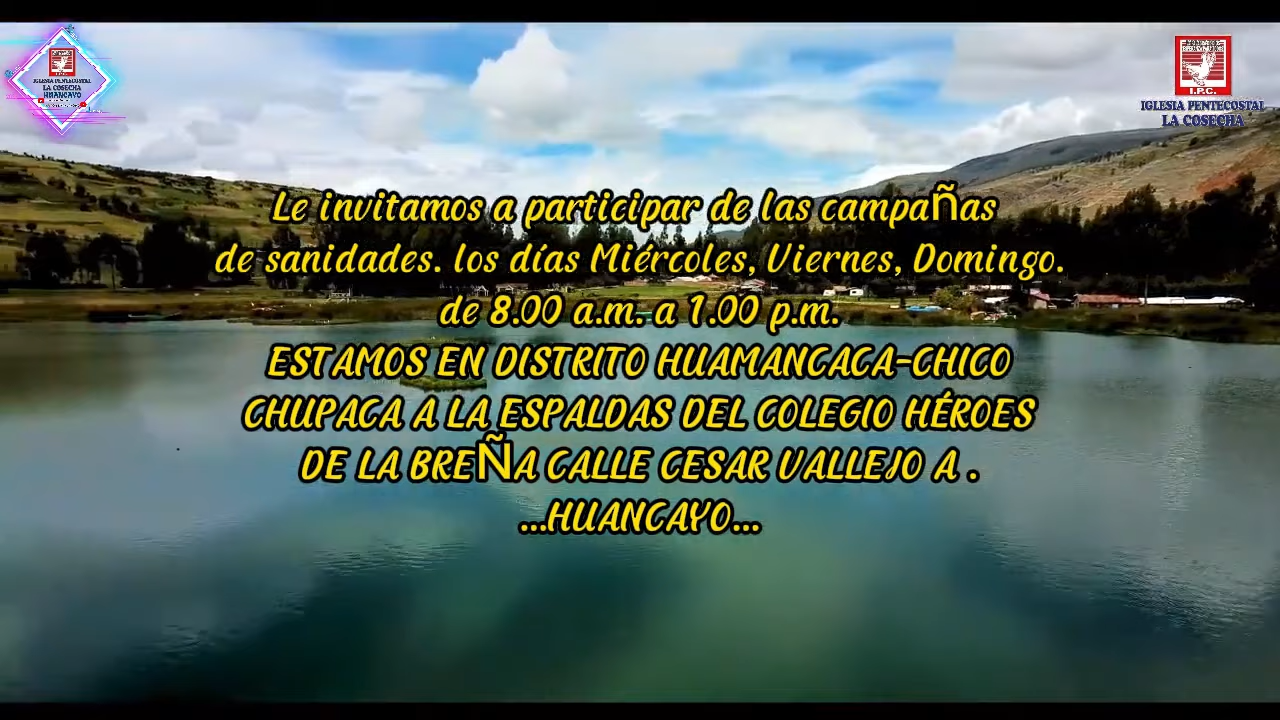 IGLESIA PENTECOSTAL
LA COSECHA
HUANCAYO
I.P.C.
IGLESIA PENTECOSTAL
LA COSECHA
Le invitamos a participar de las campañas
de sanidades. los días Miércoles, Viernes, Domingo.
de 8.00 a.m. a 1.00 p.m.
ESTAMOS EN DISTRITO HUAMANCACA-CHICO
CHUPACA A LA ESPALDAS DEL COLEGIO HÉROES
DE LA BREÑA CALLE CESAR VALLEJO A .
...HUANCAYO...